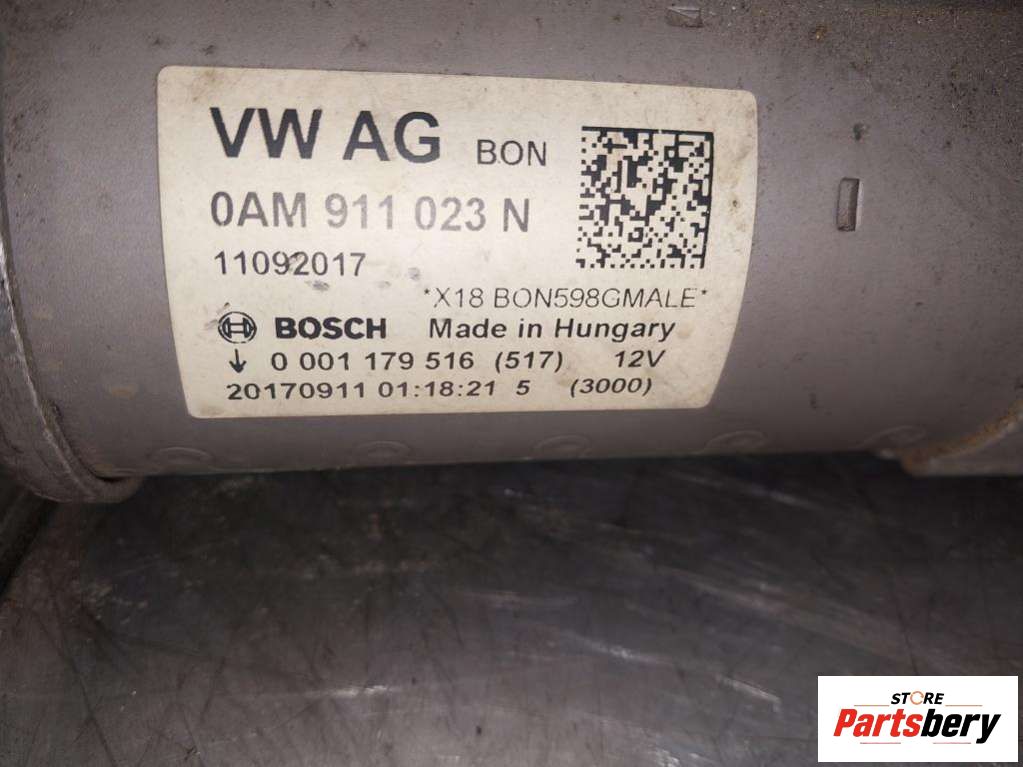 VW AG BON
0AM 911 023 N
11092017
*X18 BON598GMALE*
BOSCH Made in Hungary
↓ 0 001 179 516 (517) 12V
20170911 01:18:21 5 (3000)
STORE
Partsbery